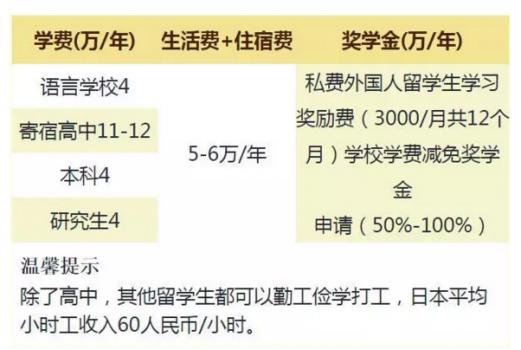 学费(万/年) 生活费+住宿费 奖学金(万/年)
语言学校4
寄宿高中11-12
本科4
研究生4
5-6万/年
私费外国人留学生学习
奖励费（3000/月共12个
月）学校学费减免奖学
金
申请（50%-100%）
温馨提示
除了高中，其他留学生都可以勤工俭学打工，日本平均
小时工收入60人民币/小时。